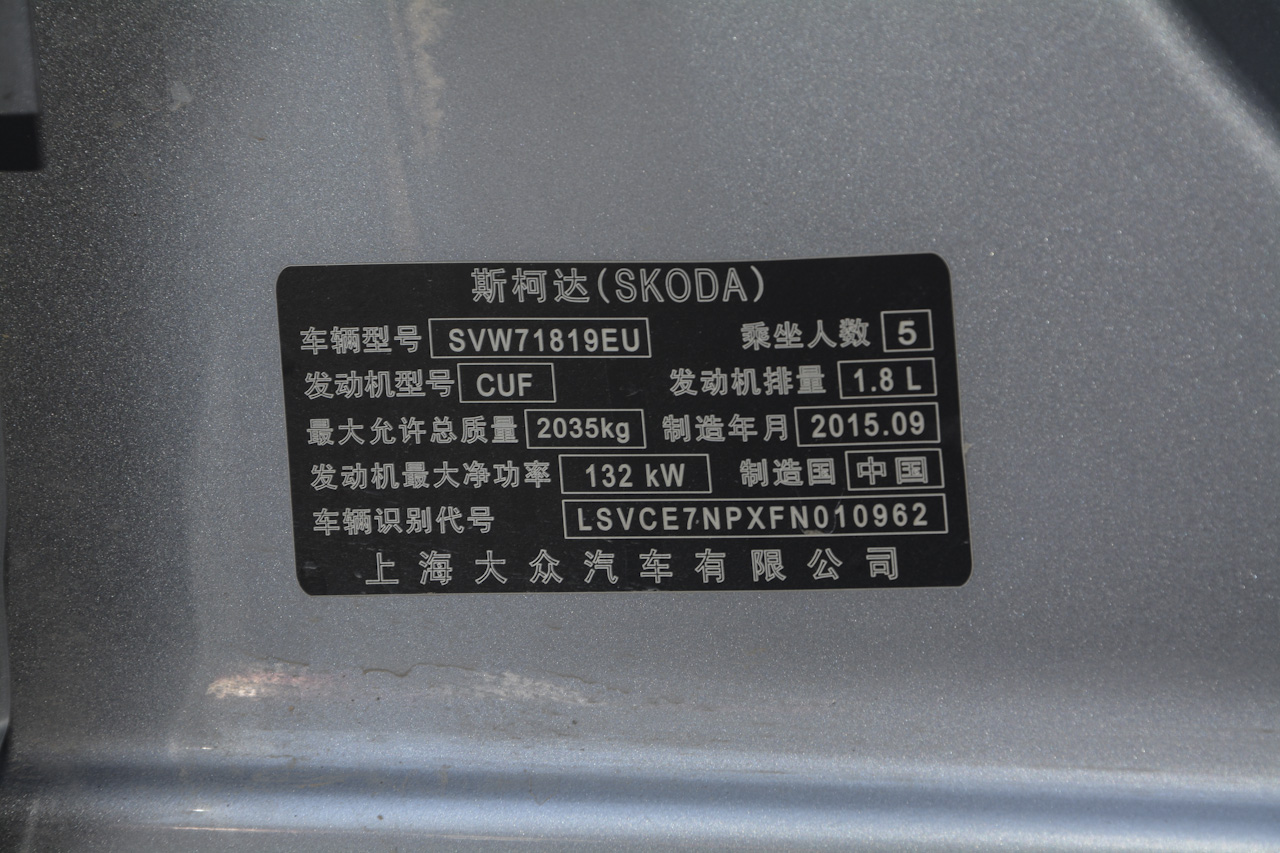 斯柯达(SKODA)
车辆型号 SVW71819EU 乘坐人数 5
发动机型号 CUF 发动机排量 1.8 L
最大允许总质量 2035kg 制造年月 2015.09
发动机最大净功率 132 kW 制造国 中国
车辆识别代号 LSVCE7NPXFN010962
上海大众汽车有限公司